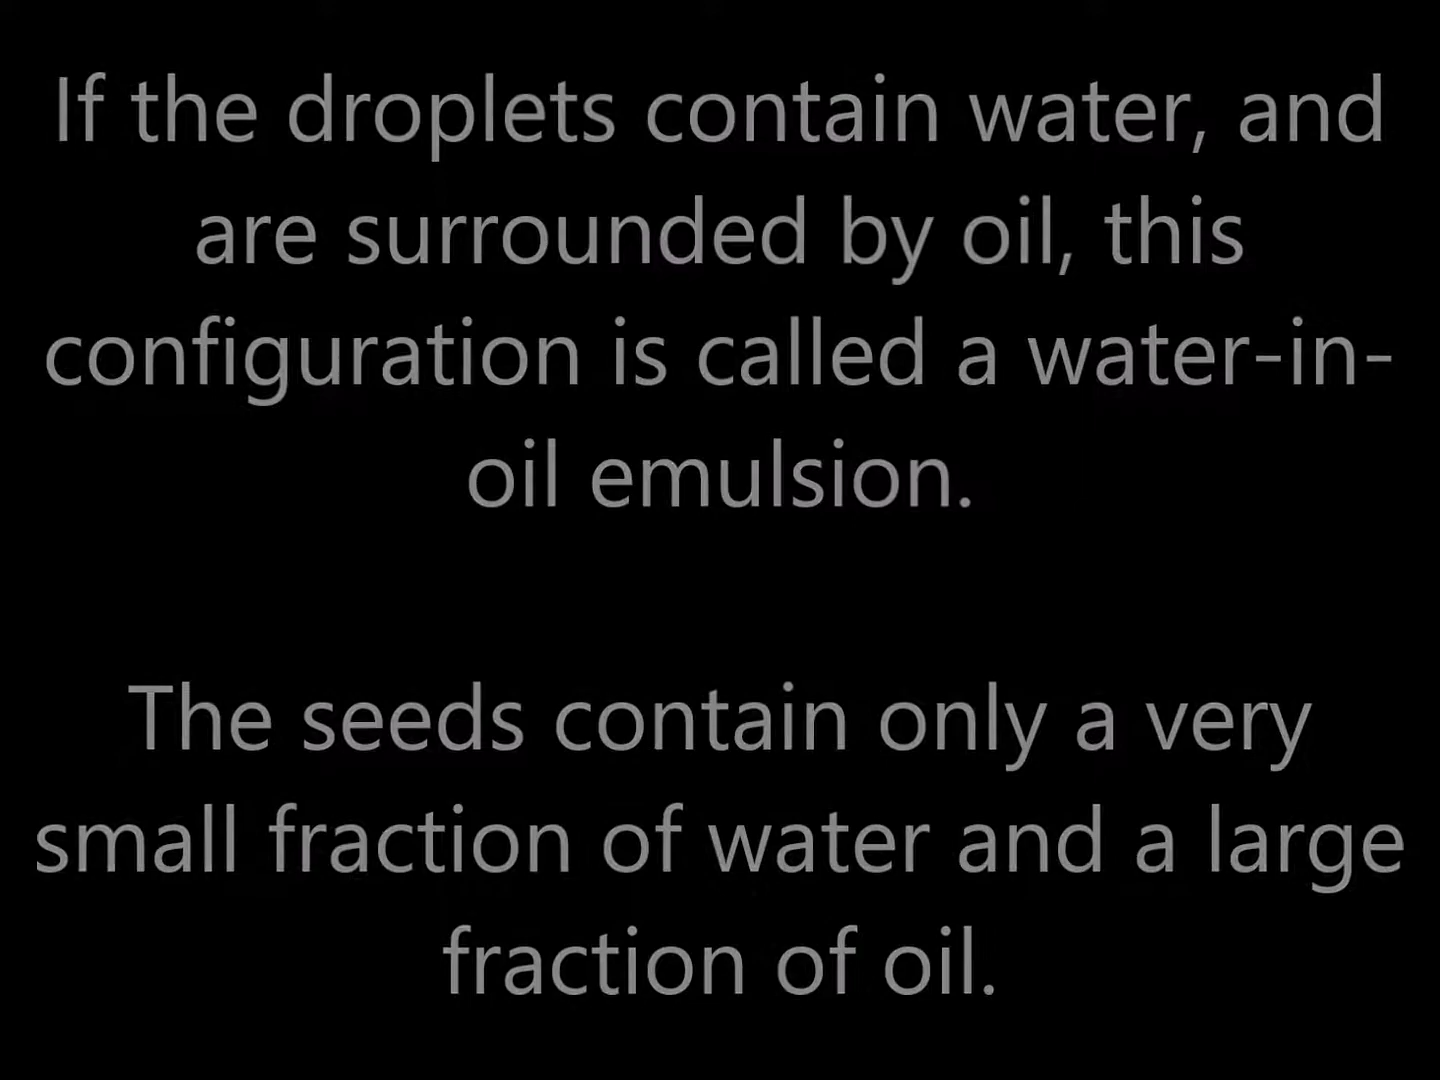 If the droplets contain water, and
are surrounded by oil, this
configuration is called a water-in-
oil emulsion.
The seeds contain only a very
small fraction of water and a large
fraction of oil.